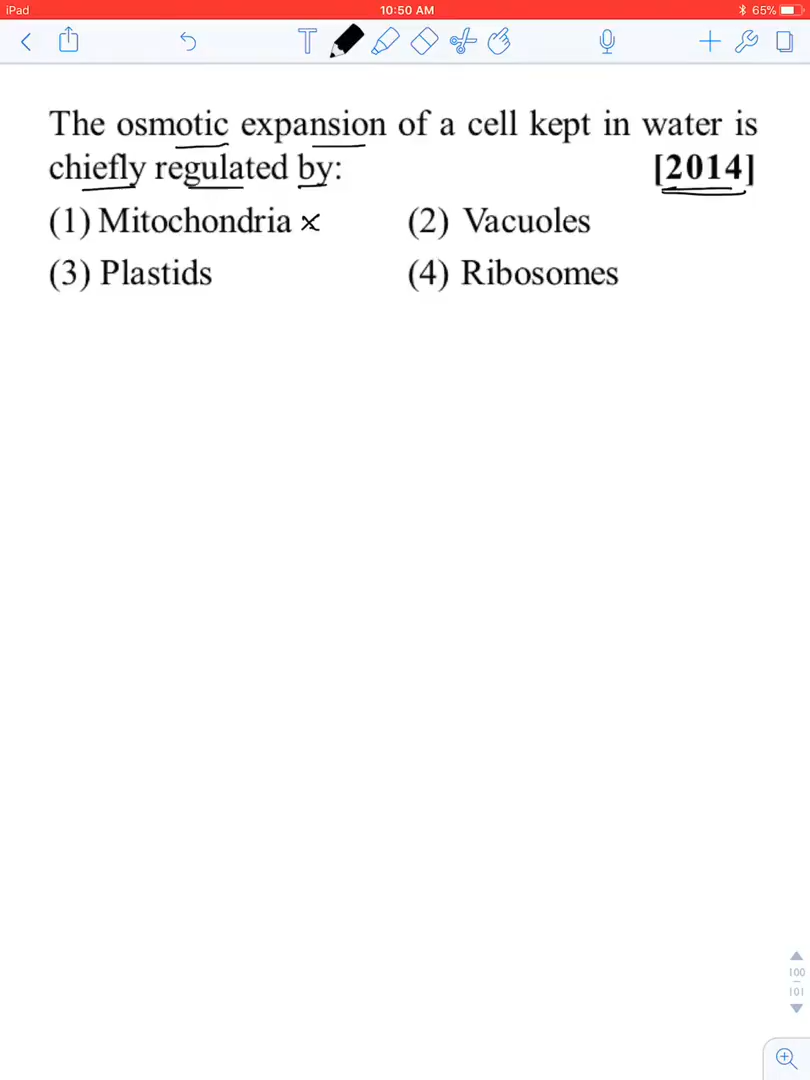 iPad 10:50 AM 65%
T
The osmotic expansion of a cell kept in water is
chiefly regulated by: [2014]
(1) Mitochondria × (2) Vacuoles
(3) Plastids (4) Ribosomes
100
101